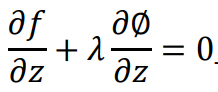 ∂f/∂z + λ ∂∅/∂z = 0